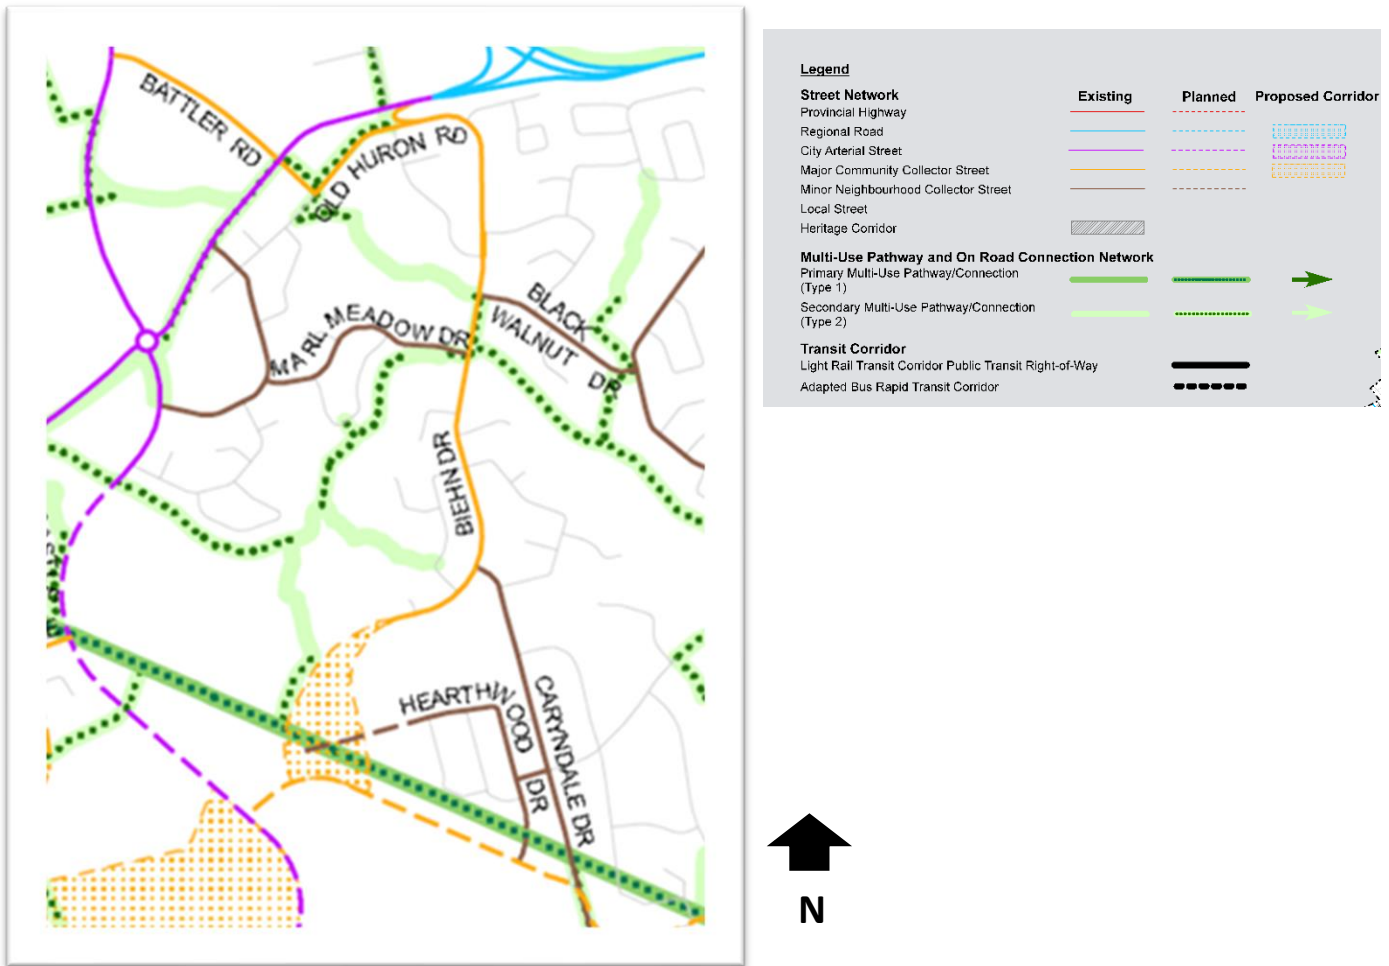 BATTLER RD
OLD HURON RD
MARL MEADOW DR
BLACK
WALNUT DR
BIEHN DR
HEARTHWOOD DR
CARYNDALE DR
Legend
Street Network Existing Planned Proposed Corridor
Provincial Highway
Regional Road
City Arterial Street
Major Community Collector Street
Minor Neighbourhood Collector Street
Local Street
Heritage Corridor
Multi-Use Pathway and On Road Connection Network
Primary Multi-Use Pathway/Connection
(Type 1)
Secondary Multi-Use Pathway/Connection
(Type 2)
Transit Corridor
Light Rail Transit Corridor Public Transit Right-of-Way
Adapted Bus Rapid Transit Corridor
N